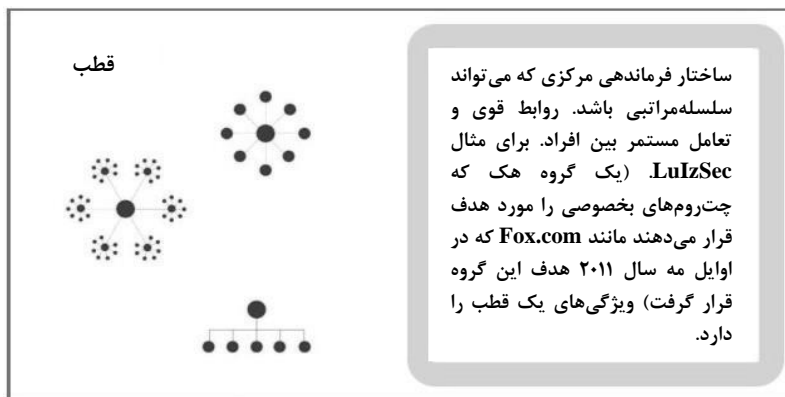 قطب
ساختار فرماندهی مرکزی که می‌تواند
سلسله‌مراتبی باشد. روابط قوی و
تعامل مستمر بین افراد. برای مثال
LuIzSec. (یک گروه هک که
چت‌روم‌های بخصوصی را مورد هدف
قرار می‌دهند مانند Fox.com که در
اوایل مه سال ۲۰۱۱ هدف این گروه
قرار گرفت) ویژگی‌های یک قطب را
دارد.